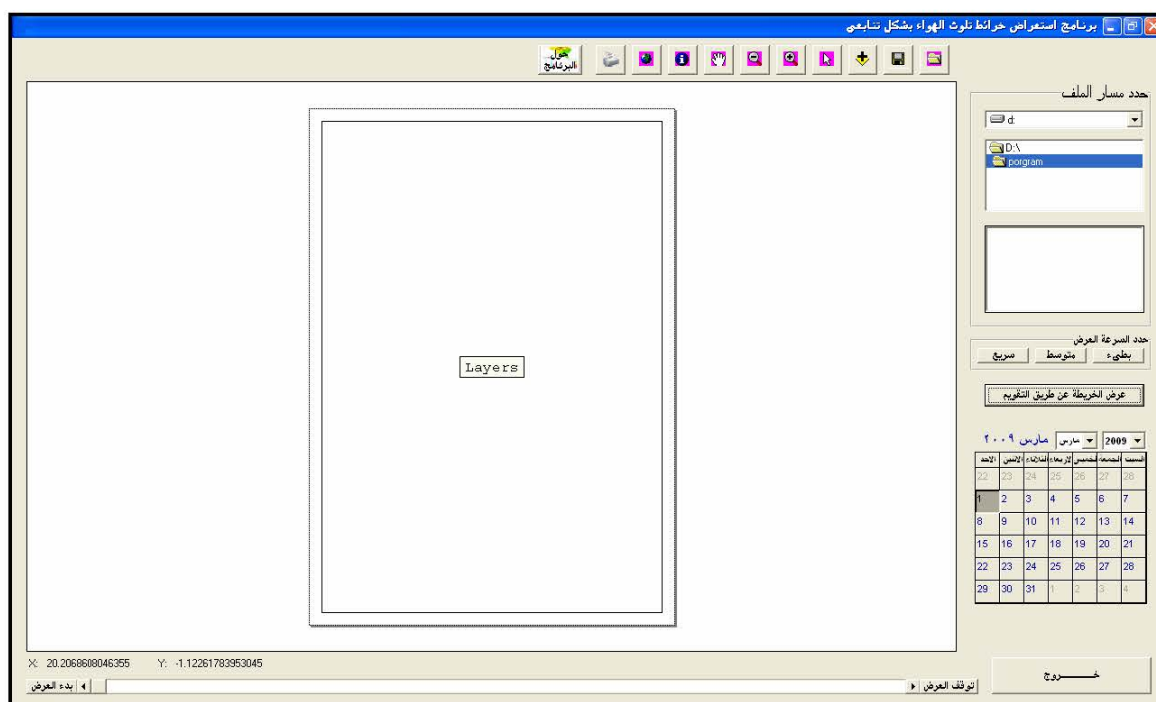 برنامج استعراض خرائط تلوث الهواء بشكل تتابعي
حول
البرنامج
حدد مسار الملف
d:
D:\
porgram
Layers
حدد السرعة العرض
بطيء متوسط سريع
عرض الخريطة عن طريق التقويم
2009 مارس مارس ٢٠٠٩
الاحد الاثنين الثلاثاء الاربعاء الخميس الجمعة السبت
22 23 24 25 26 27 28
1 2 3 4 5 6 7
8 9 10 11 12 13 14
15 16 17 18 19 20 21
22 23 24 25 26 27 28
29 30 31 1 2 3 4
X: 20.2068608046355 Y: -1.12261783953045
خـــــروج
توقف العرض
بدء العرض